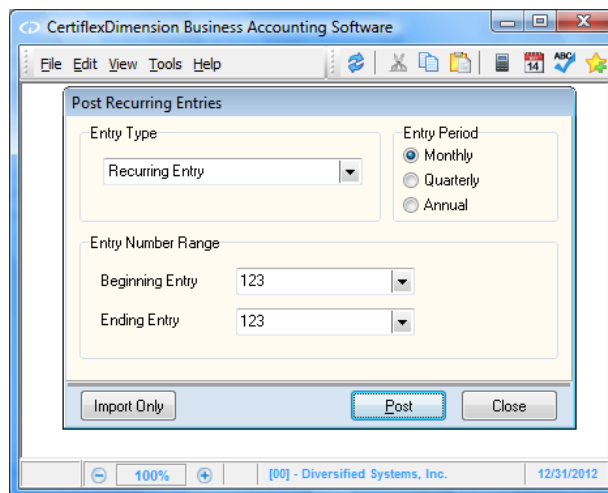 CertiflexDimension Business Accounting Software
File Edit View Tools Help
14
ABC
Post Recurring Entries
Entry Type
Recurring Entry
Entry Period
Monthly
Quarterly
Annual
Entry Number Range
Beginning Entry 123
Ending Entry 123
Import Only Post Close
100% [00] - Diversified Systems, Inc. 12/31/2012